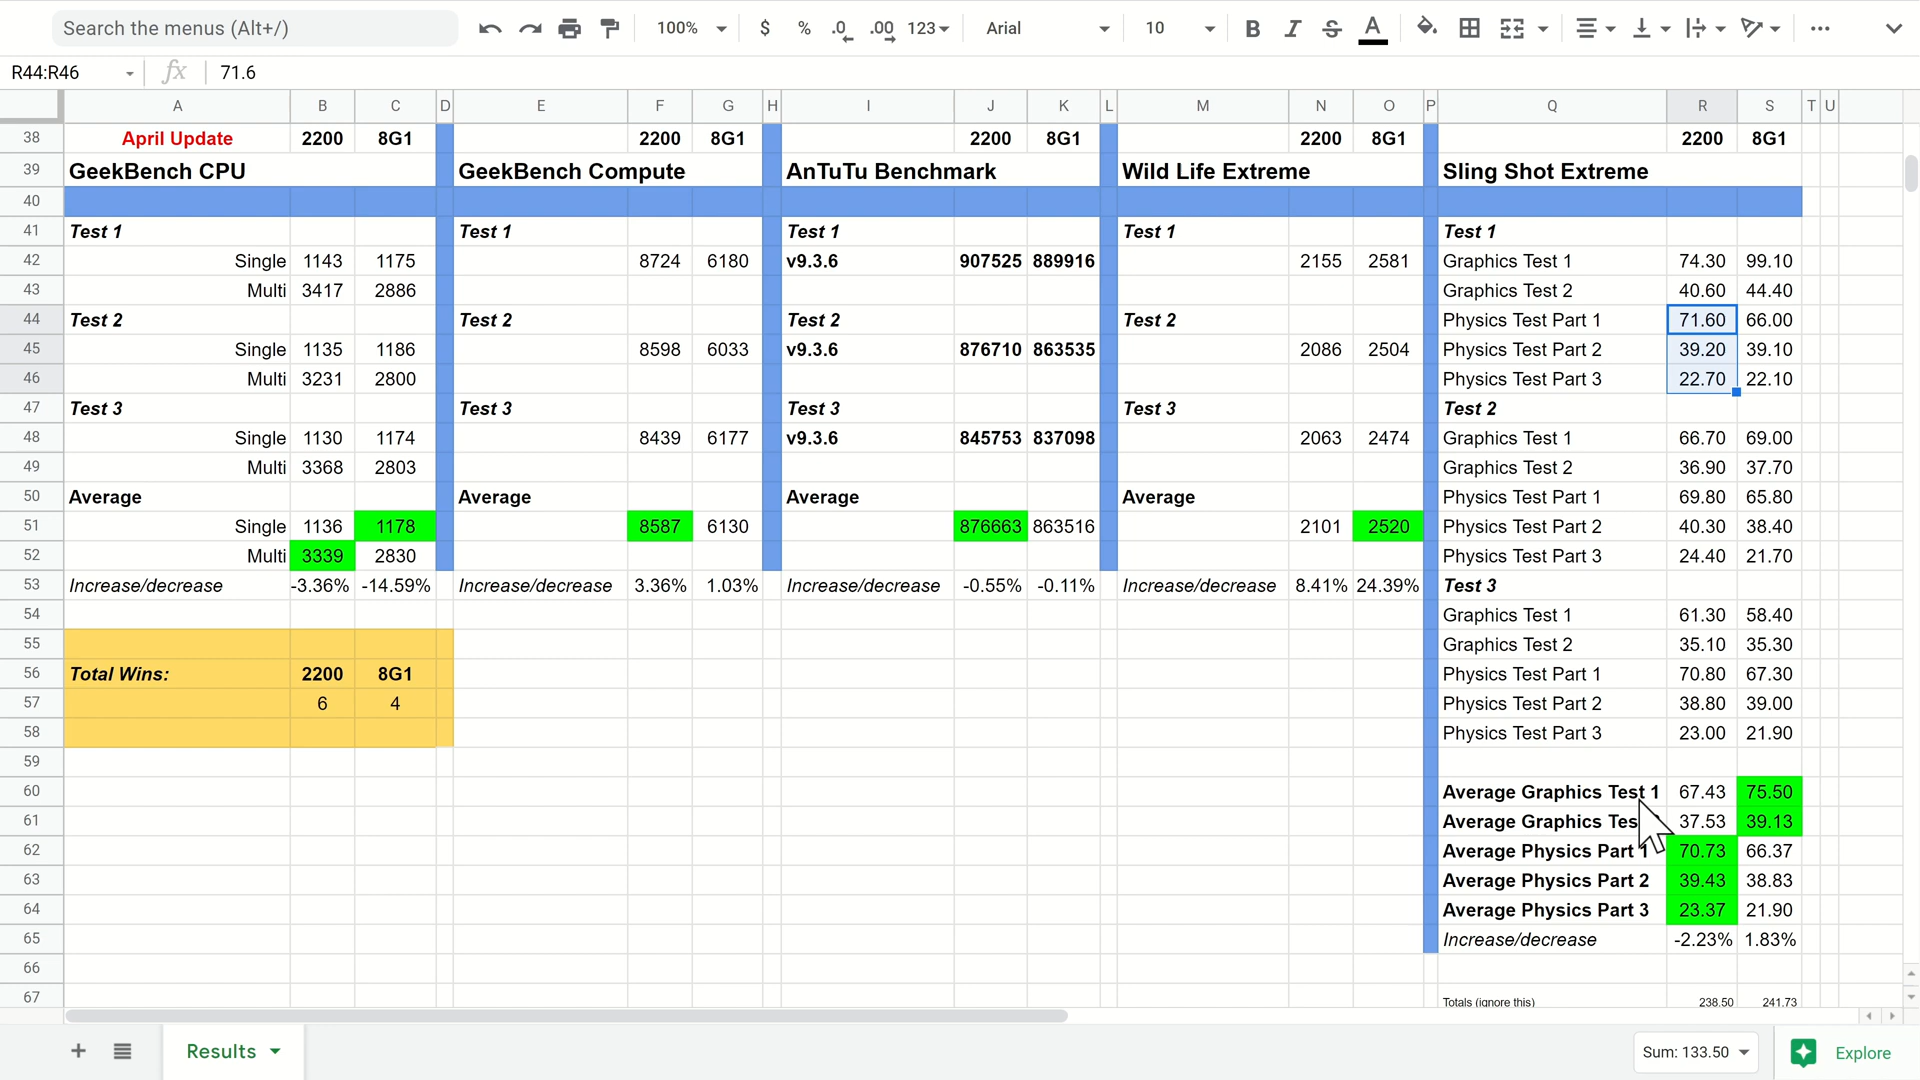 Search the menus (Alt+/) 100% $ % .0 .00 123 Arial 10 B I S A
R44:R46 fx 71.6
A B C D E F G H I J K L M N O P Q R S T U
38 April Update 2200 8G1 2200 8G1 2200 8G1 2200 8G1 2200 8G1
39 GeekBench CPU GeekBench Compute AnTuTu Benchmark Wild Life Extreme Sling Shot Extreme
40
41 Test 1 Test 1 Test 1 Test 1 Test 1
42 Single 1143 1175 8724 6180 v9.3.6 907525 889916 2155 2581 Graphics Test 1 74.30 99.10
43 Multi 3417 2886 Graphics Test 2 40.60 44.40
44 Test 2 Test 2 Test 2 Test 2 Physics Test Part 1 71.60 66.00
45 Single 1135 1186 8598 6033 v9.3.6 876710 863535 2086 2504 Physics Test Part 2 39.20 39.10
46 Multi 3231 2800 Physics Test Part 3 22.70 22.10
47 Test 3 Test 3 Test 3 Test 3 Test 2
48 Single 1130 1174 8439 6177 v9.3.6 845753 837098 2063 2474 Graphics Test 1 66.70 69.00
49 Multi 3368 2803 Graphics Test 2 36.90 37.70
50 Average Average Average Average Physics Test Part 1 69.80 65.80
51 Single 1136 1178 8587 6130 876663 863516 2101 2520 Physics Test Part 2 40.30 38.40
52 Multi 3339 2830 Physics Test Part 3 24.40 21.70
53 Increase/decrease -3.36% -14.59% Increase/decrease 3.36% 1.03% Increase/decrease -0.55% -0.11% Increase/decrease 8.41% 24.39% Test 3
54 Graphics Test 1 61.30 58.40
55 Graphics Test 2 35.10 35.30
56 Total Wins: 2200 8G1 Physics Test Part 1 70.80 67.30
57 6 4 Physics Test Part 2 38.80 39.00
58 Physics Test Part 3 23.00 21.90
59
60 Average Graphics Test 1 67.43 75.50
61 Average Graphics Tes 37.53 39.13
62 Average Physics Part 1 70.73 66.37
63 Average Physics Part 2 39.43 38.83
64 Average Physics Part 3 23.37 21.90
65 Increase/decrease -2.23% 1.83%
66
67 Totals (ignore this) 238.50 241.73
Results Sum: 133.50 Explore